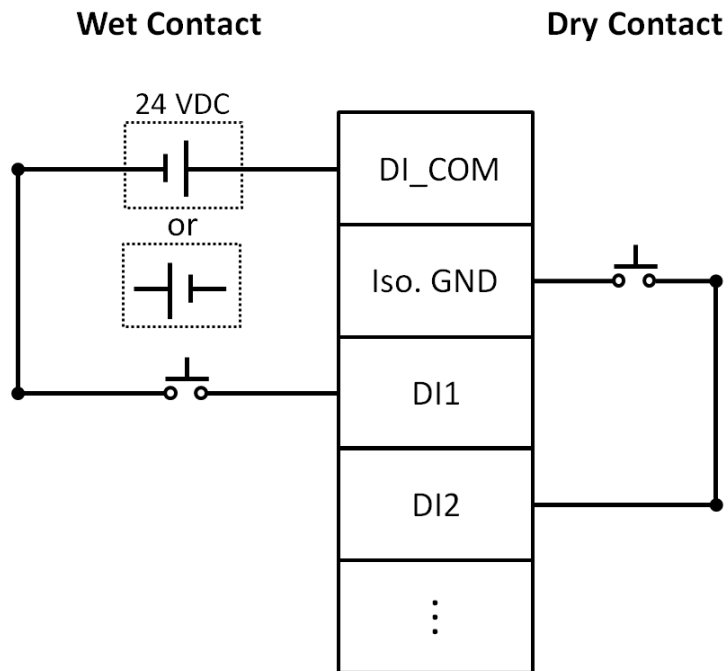 Wet Contact
Dry Contact
24 VDC
or
DI_COM
Iso. GND
DI1
DI2
⋮